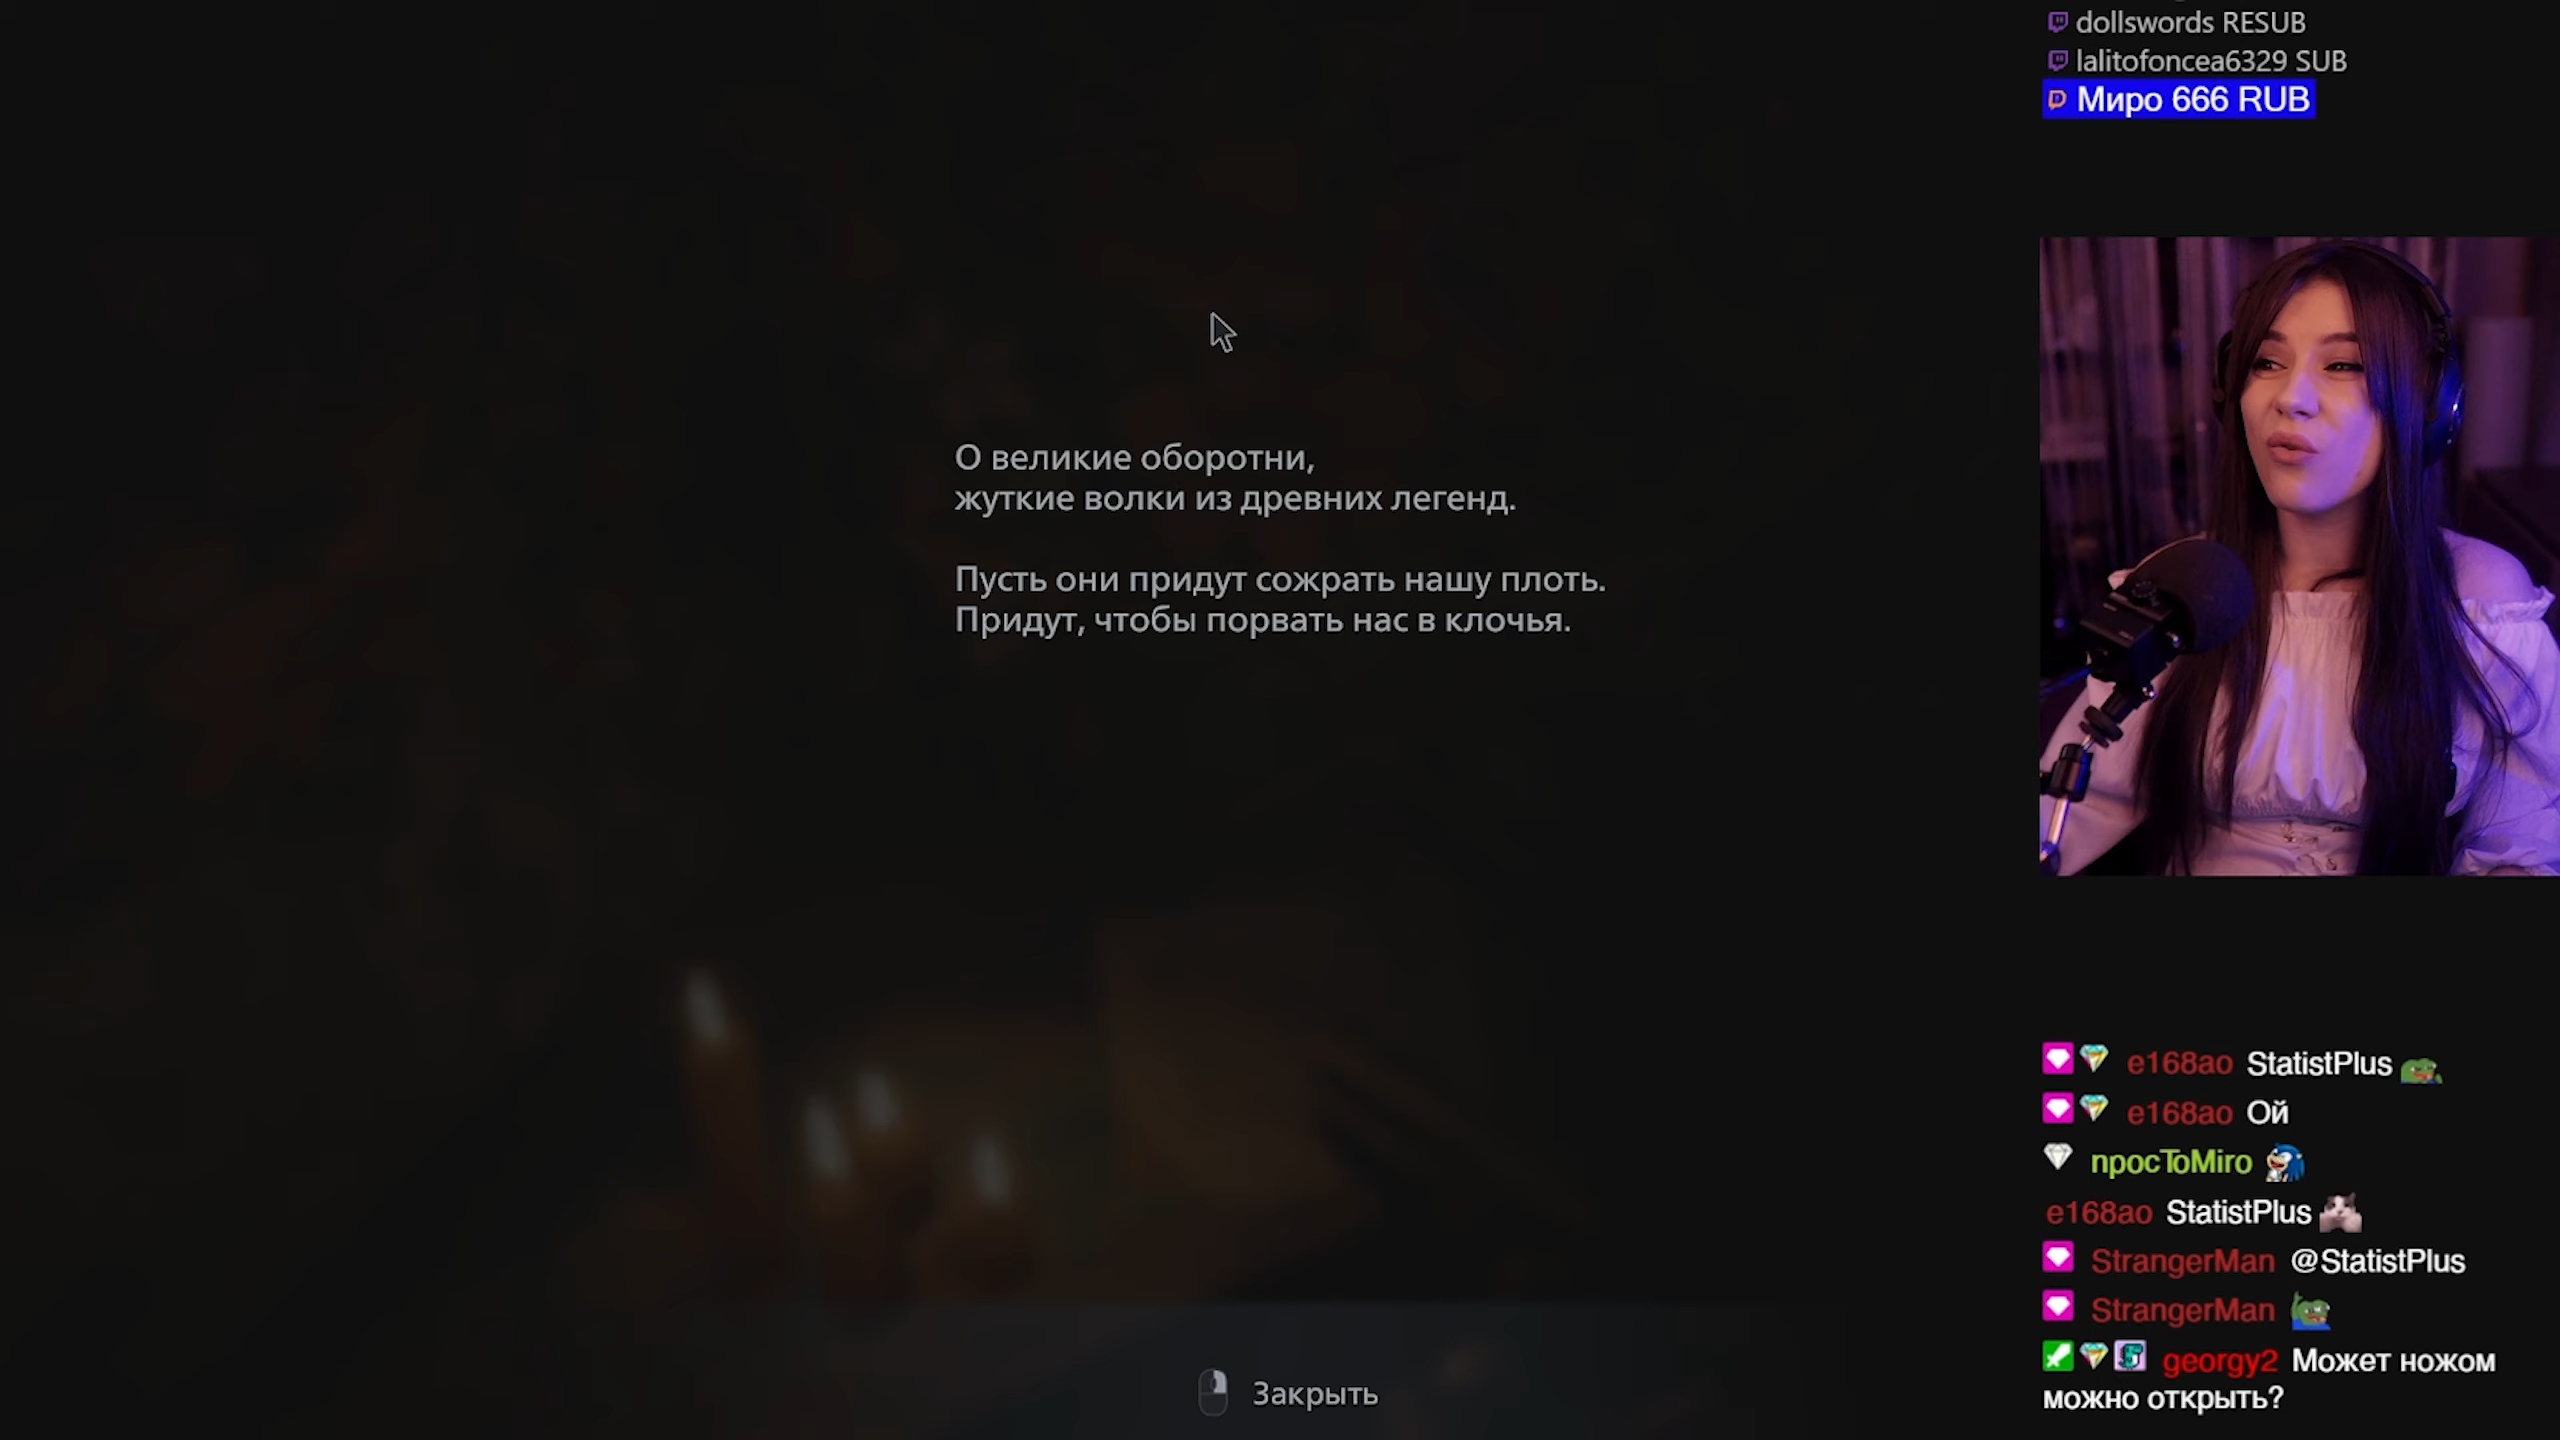 dollswords RESUB
lalitofoncea6329 SUB
Миро 666 RUB
О великие оборотни,
жуткие волки из древних легенд.
Пусть они придут сожрать нашу плоть.
Придут, чтобы порвать нас в клочья.
e168ao StatistPlus
e168ao Ой
npocToMiro
e168ao StatistPlus
StrangerMan @StatistPlus
StrangerMan
georgy2 Может ножом
можно открыть?
Закрыть